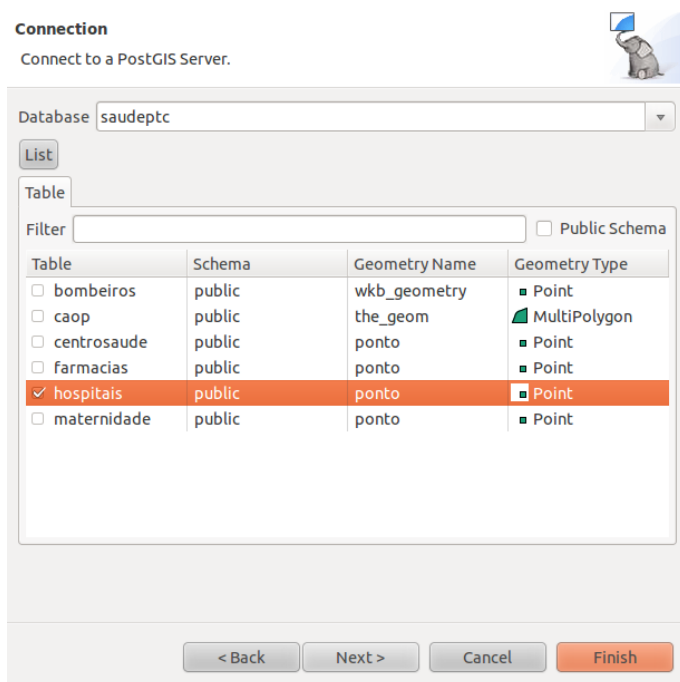 Connection
Connect to a PostGIS Server.
Database saudeptc
List
Table
Filter Public Schema
Table Schema Geometry Name Geometry Type
bombeiros public wkb_geometry Point
caop public the_geom MultiPolygon
centrosaude public ponto Point
farmacias public ponto Point
hospitais public ponto Point
maternidade public ponto Point
< Back Next > Cancel Finish